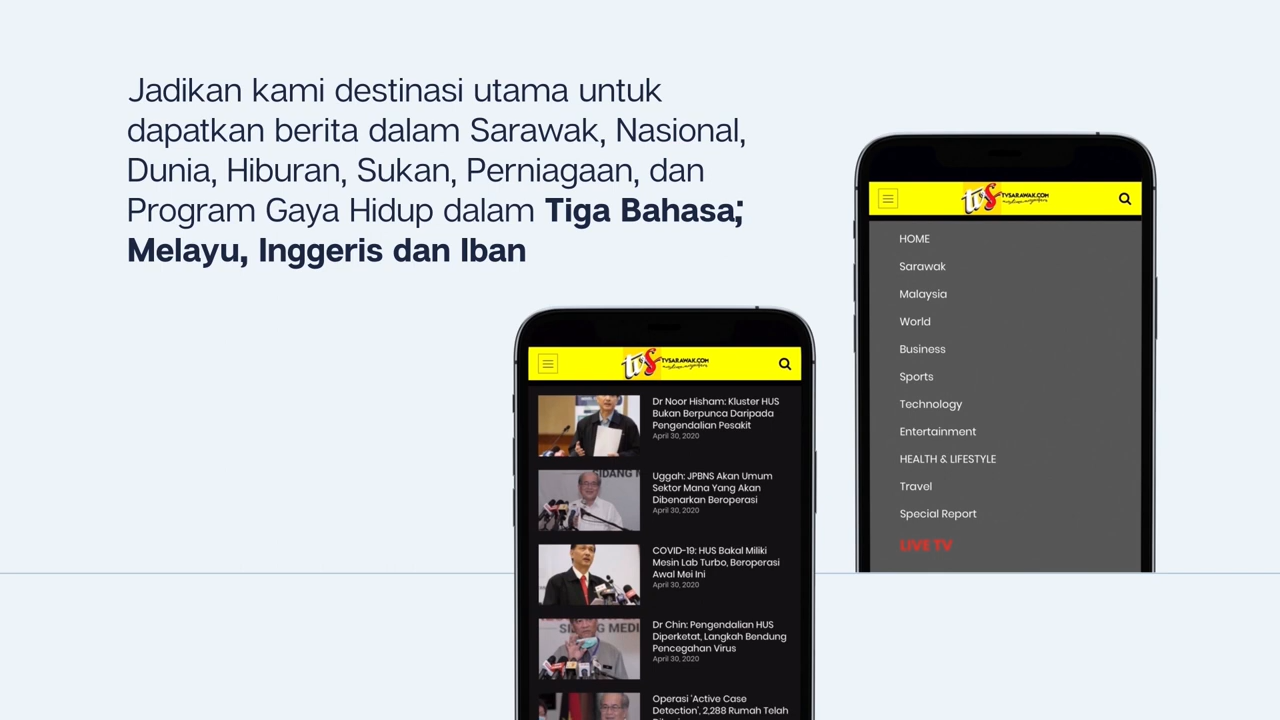 Jadikan kami destinasi utama untuk
dapatkan berita dalam Sarawak, Nasional,
Dunia, Hiburan, Sukan, Perniagaan, dan
Program Gaya Hidup dalam Tiga Bahasa;
Melayu, Inggeris dan Iban
tvS TVSARAWAK.COM
HOME
Sarawak
Malaysia
World
Business
Sports
Technology
Entertainment
HEALTH & LIFESTYLE
Travel
Special Report
LIVE TV
tvS TVSARAWAK.COM
Dr Noor Hisham: Kluster HUS
Bukan Berpunca Daripada
Pengendalian Pesakit
April 30, 2020
SIDANG
Uggah: JPBNS Akan Umum
Sektor Mana Yang Akan
Dibenarkan Beroperasi
April 30, 2020
COVID-19: HUS Bakal Miliki
Mesin Lab Turbo, Beroperasi
Awal Mei Ini
April 30, 2020
MEDI
Dr Chin: Pengendalian HUS
Diperketat, Langkah Bendung
Pencegahan Virus
April 30, 2020
Operasi 'Active Case
Detection', 2,288 Rumah Telah